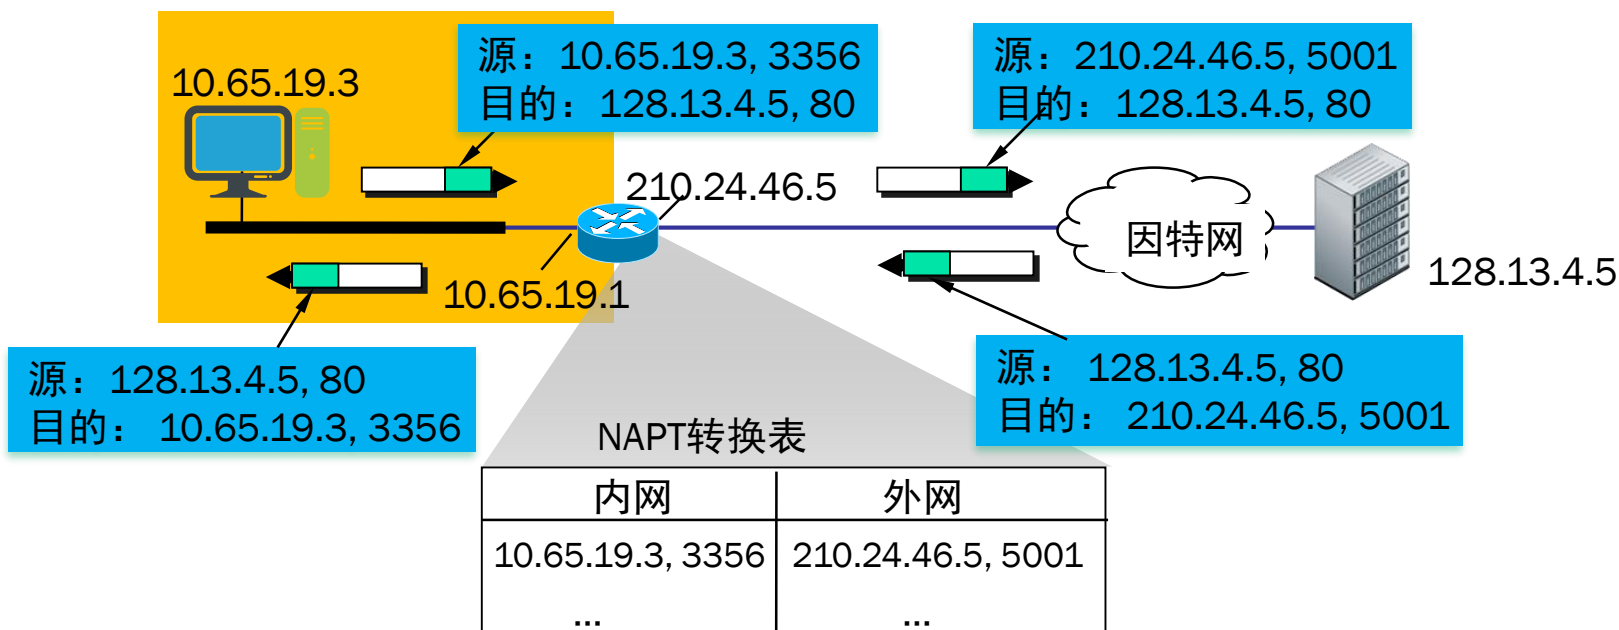 10.65.19.3
源：10.65.19.3, 3356
目的：128.13.4.5, 80
源：210.24.46.5, 5001
目的：128.13.4.5, 80
210.24.46.5
因特网
128.13.4.5
10.65.19.1
源：128.13.4.5, 80
目的： 10.65.19.3, 3356
源： 128.13.4.5, 80
目的： 210.24.46.5, 5001
NAPT转换表
内网 外网
10.65.19.3, 3356 210.24.46.5, 5001
... ...